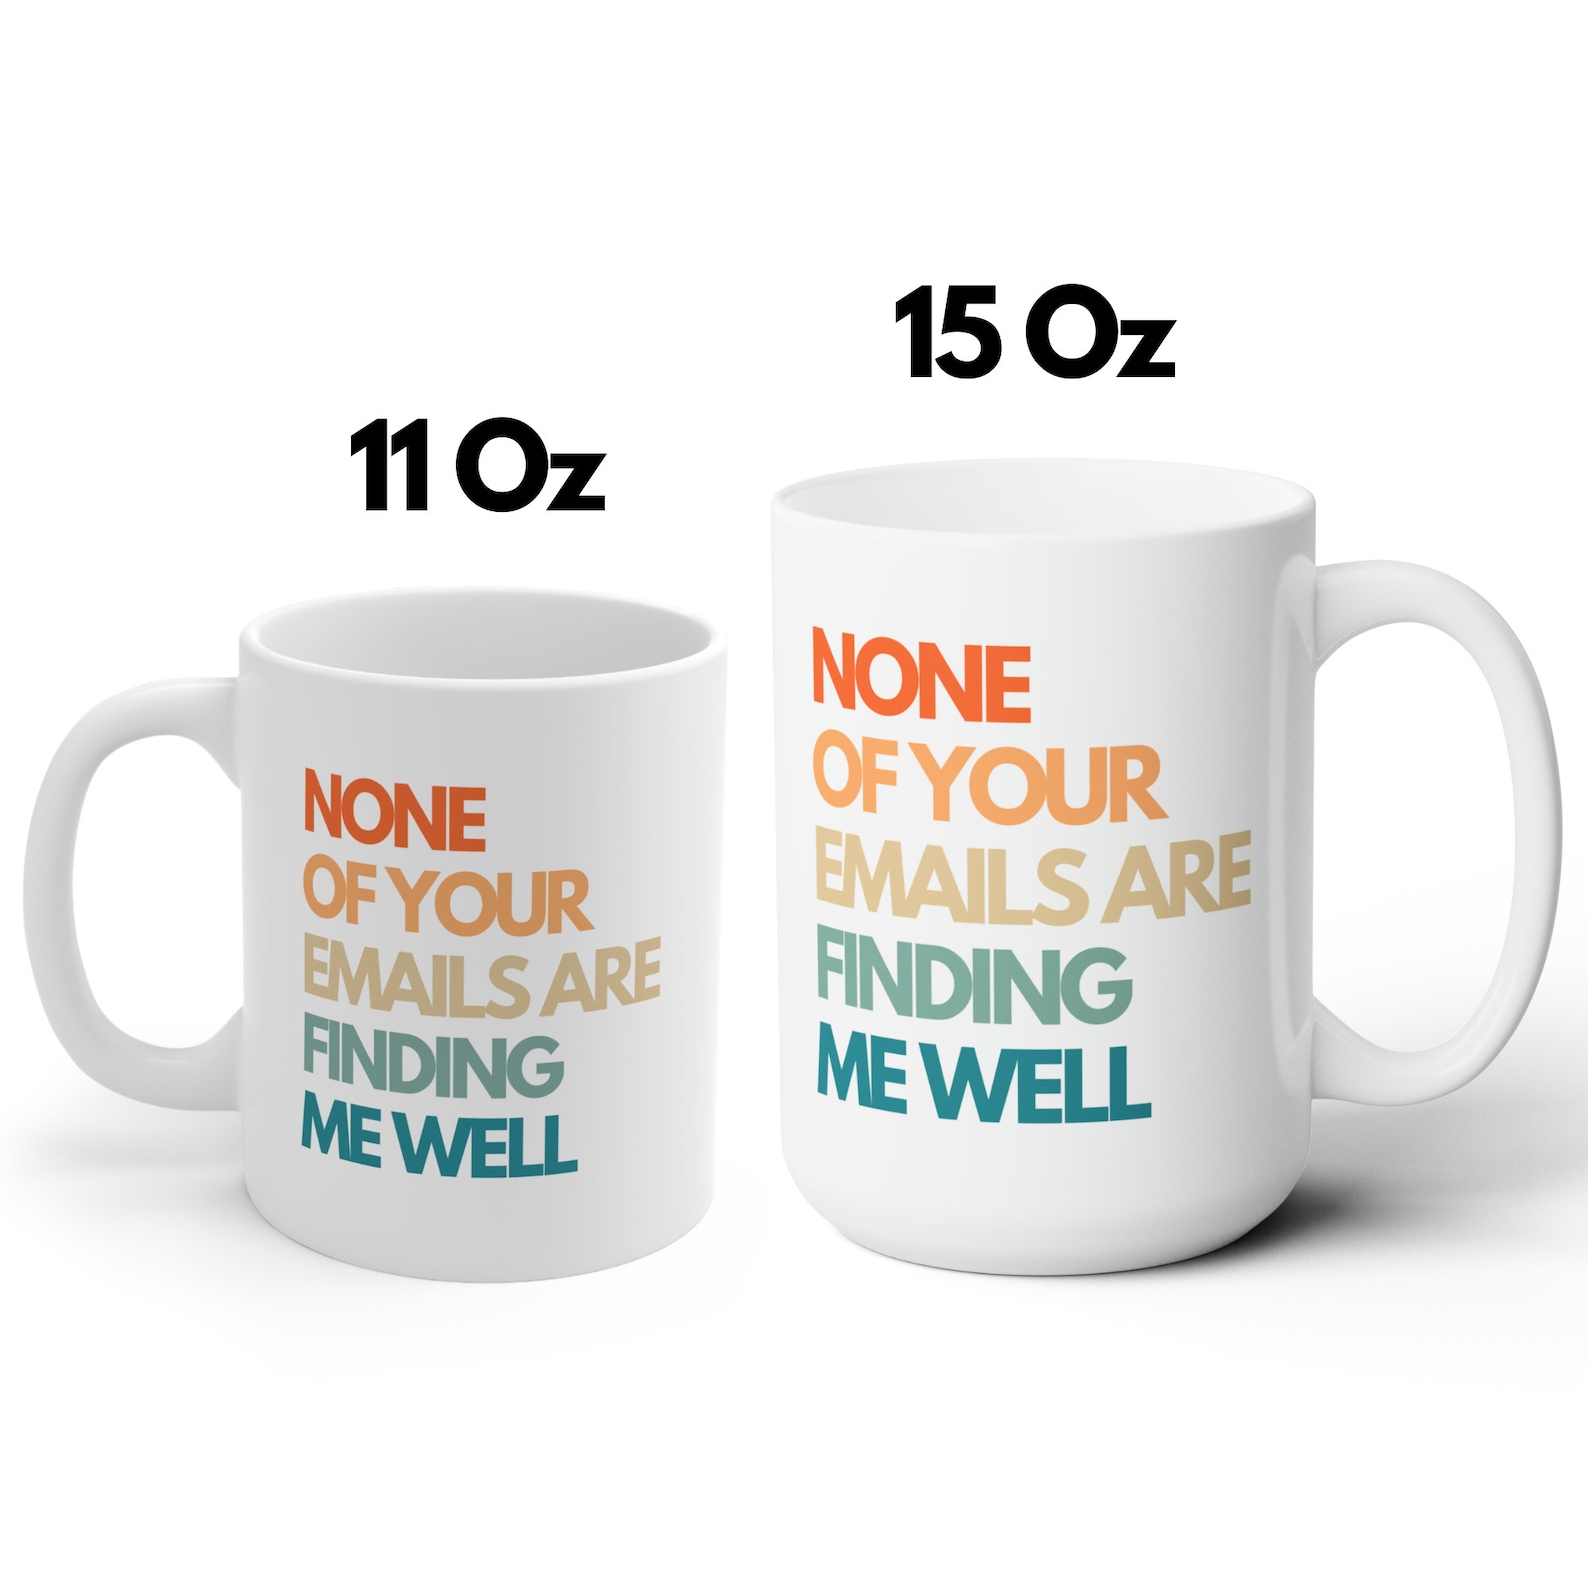 11 Oz
NONE
OF YOUR
EMAILS ARE
FINDING
ME WELL
15 Oz
NONE
OF YOUR
EMAILS ARE
FINDING
ME WELL